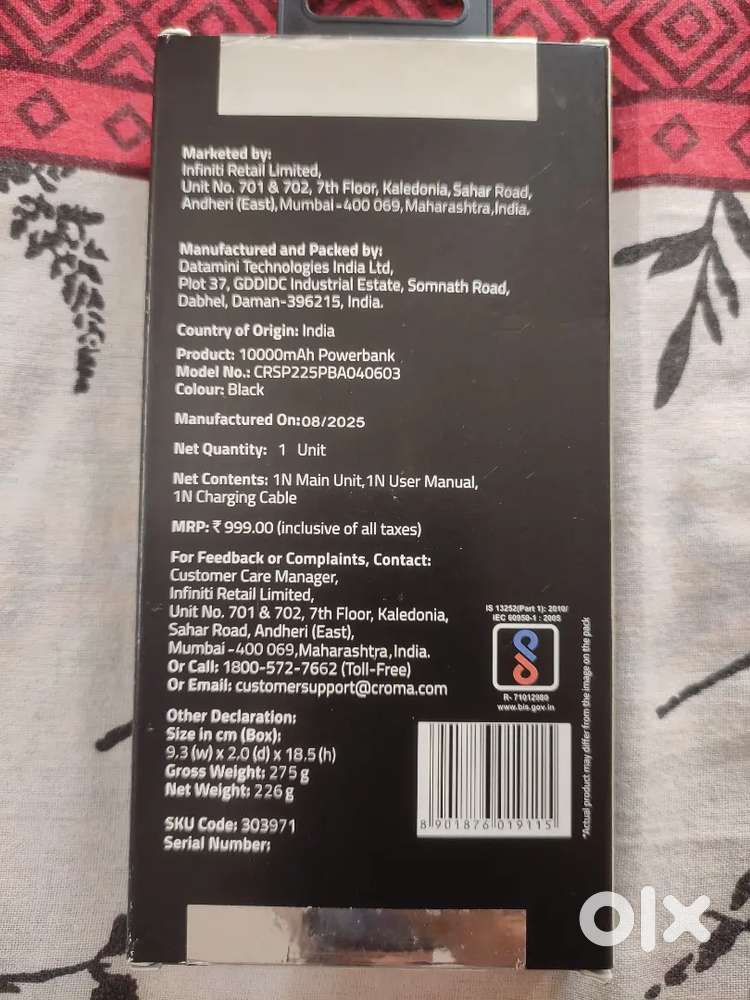 Marketed by:
Infiniti Retail Limited,
Unit No. 701 & 702, 7th Floor, Kaledonia, Sahar Road,
Andheri (East), Mumbai - 400 069, Maharashtra, India.
Manufactured and Packed by:
Datamini Technologies India Ltd,
Plot 37, GDDIDC Industrial Estate, Somnath Road,
Dabhel, Daman-396215, India.
Country of Origin: India
Product: 10000mAh Powerbank
Model No.: CRSP225PBA040603
Colour: Black
Manufactured On: 08/2025
Net Quantity: 1 Unit
Net Contents: 1N Main Unit, 1N User Manual,
1N Charging Cable
MRP: ₹ 999.00 (inclusive of all taxes)
For Feedback or Complaints, Contact:
Customer Care Manager,
Infiniti Retail Limited,
Unit No. 701 & 702, 7th Floor, Kaledonia,
Sahar Road, Andheri (East),
Mumbai - 400 069, Maharashtra, India.
Or Call: 1800-572-7662 (Toll-Free)
Or Email: customersupport@croma.com
IS 13252(Part 1): 2010/
IEC 60950-1 : 2005
R- 71012980
www.bis.gov.in
Other Declaration:
Size in cm (Box):
9.3 (w) x 2.0 (d) x 18.5 (h)
Gross Weight: 275 g
Net Weight: 226 g
SKU Code: 303971
Serial Number:
8 901876 019115
*Actual product may differ from the image on the pack
olx